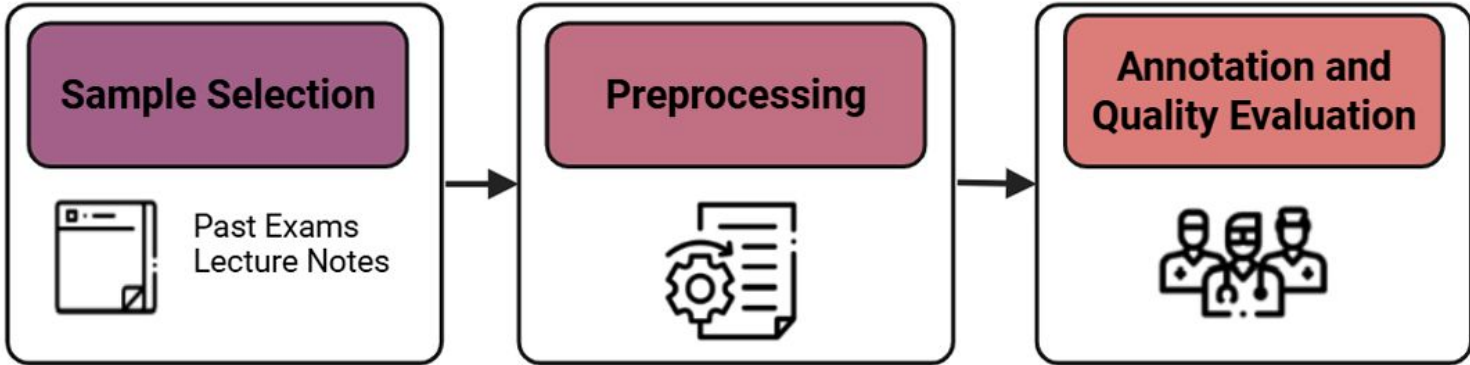 Sample Selection
Past Exams
Lecture Notes
Preprocessing
Annotation and
Quality Evaluation